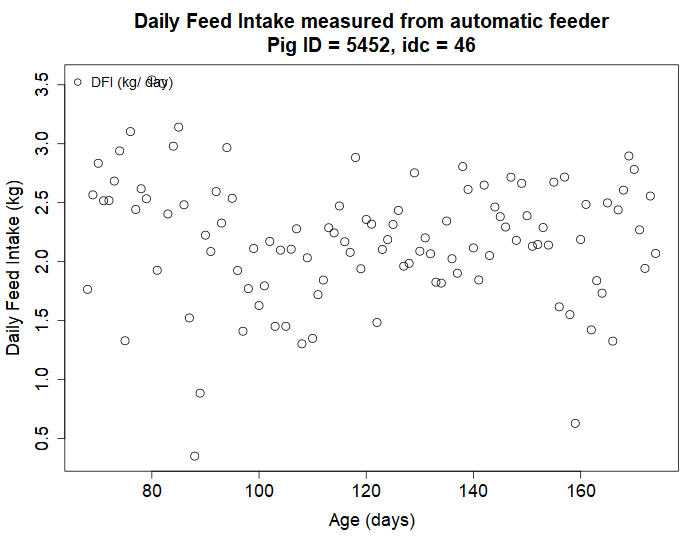 Daily Feed Intake measured from automatic feeder
Pig ID = 5452, idc = 46
DFI (kg/ day)
3.5
3.0
2.5
2.0
1.5
1.0
0.5
Daily Feed Intake (kg)
80 100 120 140 160
Age (days)